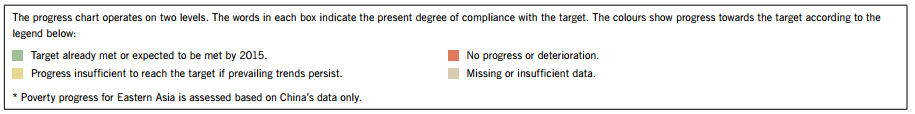 The progress chart operates on two levels. The words in each box indicate the present degree of compliance with the target. The colours show progress towards the target according to the
legend below:
Target already met or expected to be met by 2015.
No progress or deterioration.
Progress insufficient to reach the target if prevailing trends persist.
Missing or insufficient data.
* Poverty progress for Eastern Asia is assessed based on China's data only.